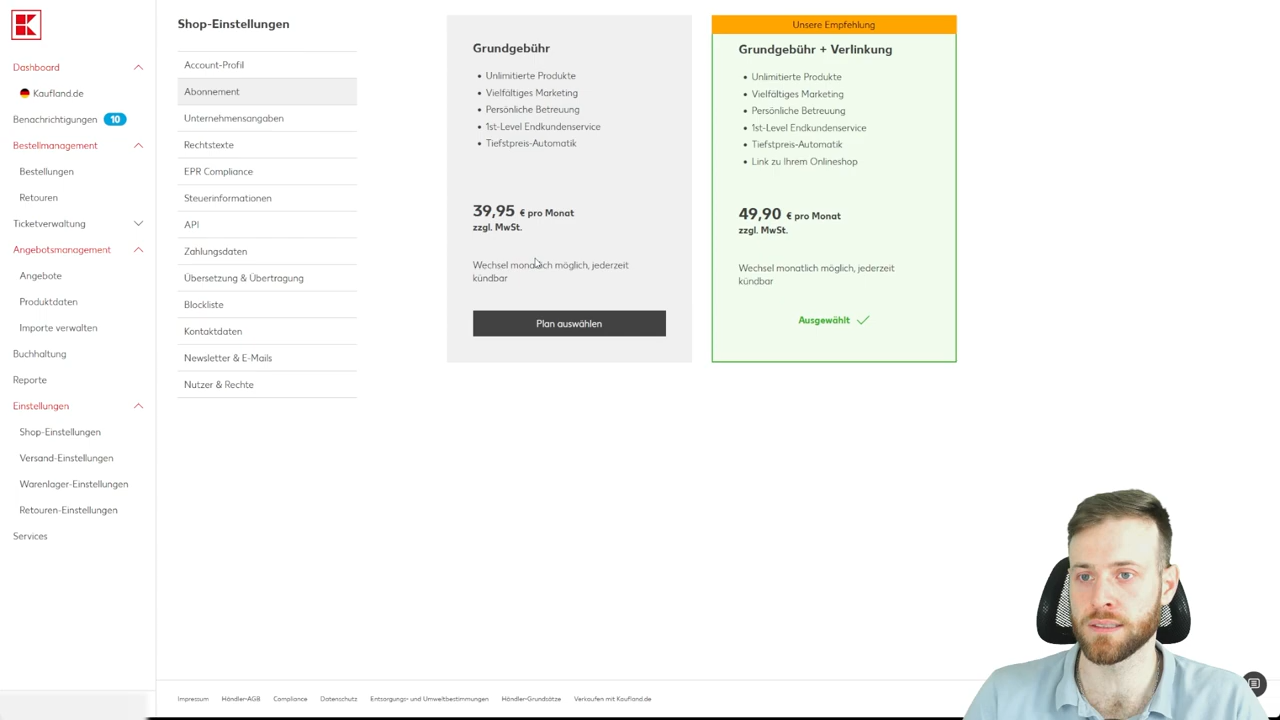 Dashboard
Kaufland.de
Benachrichtigungen 10
Bestellmanagement
Bestellungen
Retouren
Ticketverwaltung
Angebotsmanagement
Angebote
Produktdaten
Importe verwalten
Buchhaltung
Reporte
Einstellungen
Shop-Einstellungen
Versand-Einstellungen
Warenlager-Einstellungen
Retouren-Einstellungen
Services
Shop-Einstellungen
Account-Profil
Abonnement
Unternehmensangaben
Rechtstexte
EPR Compliance
Steuerinformationen
API
Zahlungsdaten
Übersetzung & Übertragung
Blockliste
Kontaktdaten
Newsletter & E-Mails
Nutzer & Rechte
Grundgebühr
• Unlimitierte Produkte
• Vielfältiges Marketing
• Persönliche Betreuung
• 1st-Level Endkundenservice
• Tiefstpreis-Automatik
39,95 € pro Monat
zzgl. MwSt.
Wechsel monatlich möglich, jederzeit
kündbar
Plan auswählen
Unsere Empfehlung
Grundgebühr + Verlinkung
• Unlimitierte Produkte
• Vielfältiges Marketing
• Persönliche Betreuung
• 1st-Level Endkundenservice
• Tiefstpreis-Automatik
• Link zu Ihrem Onlineshop
49,90 € pro Monat
zzgl. MwSt.
Wechsel monatlich möglich, jederzeit
kündbar
Ausgewählt
Impressum Händler-AGB Compliance Datenschutz Entsorgungs- und Umweltbestimmungen Händler-Grundsätze Verkaufen mit Kaufland.de